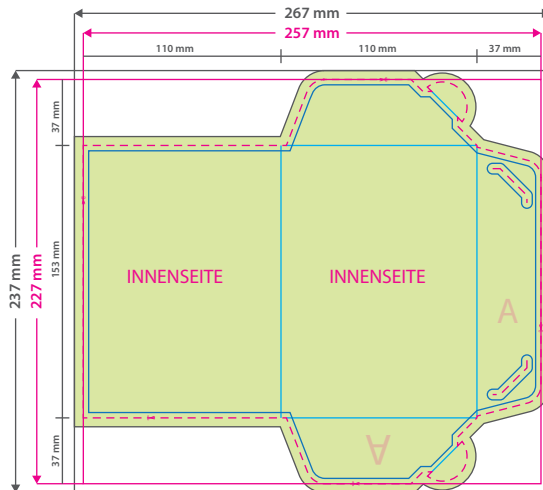 267 mm
257 mm
110 mm
110 mm
37 mm
37 mm
153 mm
37 mm
237 mm
227 mm
INNENSEITE
INNENSEITE
A
A